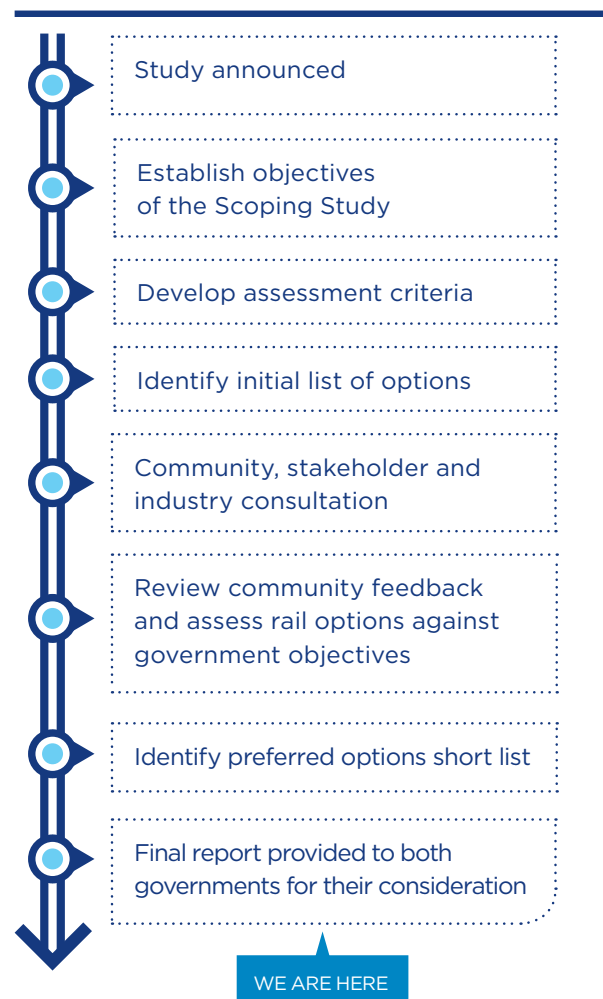 Study announced
Establish objectives
of the Scoping Study
Develop assessment criteria
Identify initial list of options
Community, stakeholder and
industry consultation
Review community feedback
and assess rail options against
government objectives
Identify preferred options short list
Final report provided to both
governments for their consideration
WE ARE HERE